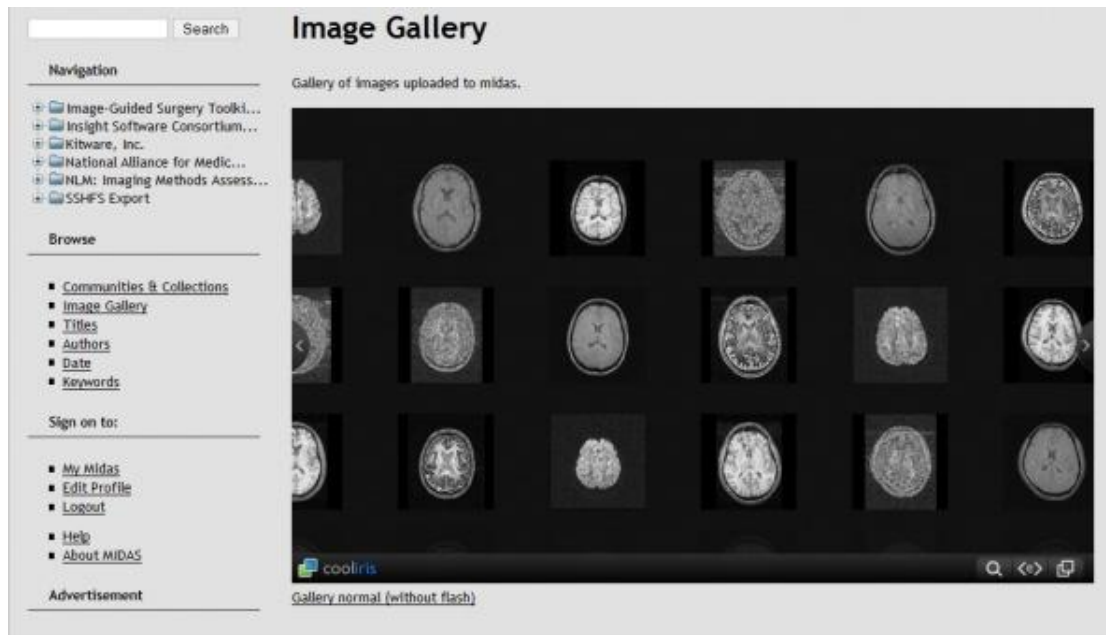 Search
Navigation
Image-Guided Surgery Toolki...
Insight Software Consortium...
Kitware, Inc.
National Alliance for Medic...
NLM: Imaging Methods Assess...
SSHFS Export
Browse
Communities & Collections
Image Gallery
Titles
Authors
Date
Keywords
Sign on to:
My Midas
Edit Profile
Logout
Help
About MIDAS
Advertisement
Image Gallery
Gallery of images uploaded to midas.
cooliris
Gallery normal (without flash)